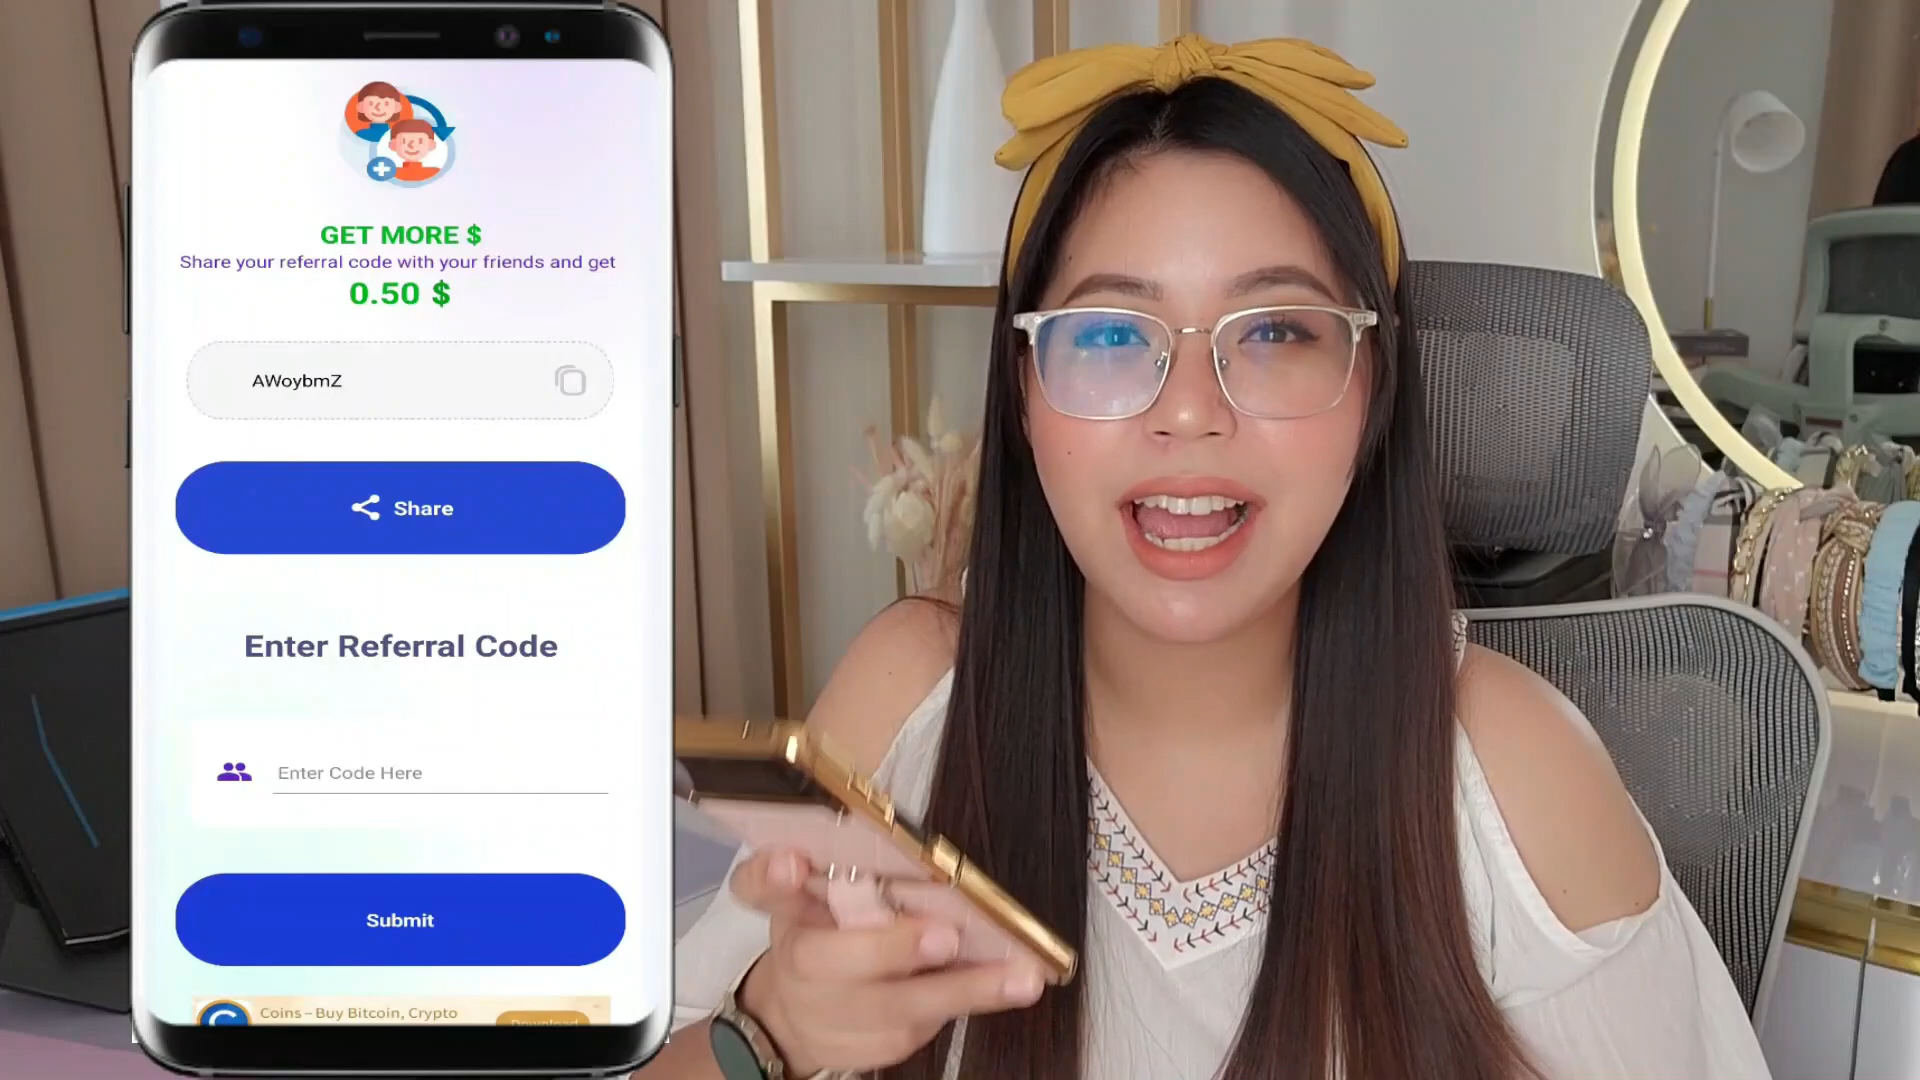 GET MORE $
Share your referral code with your friends and get
0.50 $
AWoybmZ
Share
Enter Referral Code
Enter Code Here
Submit
Coins – Buy Bitcoin, Crypto
Download